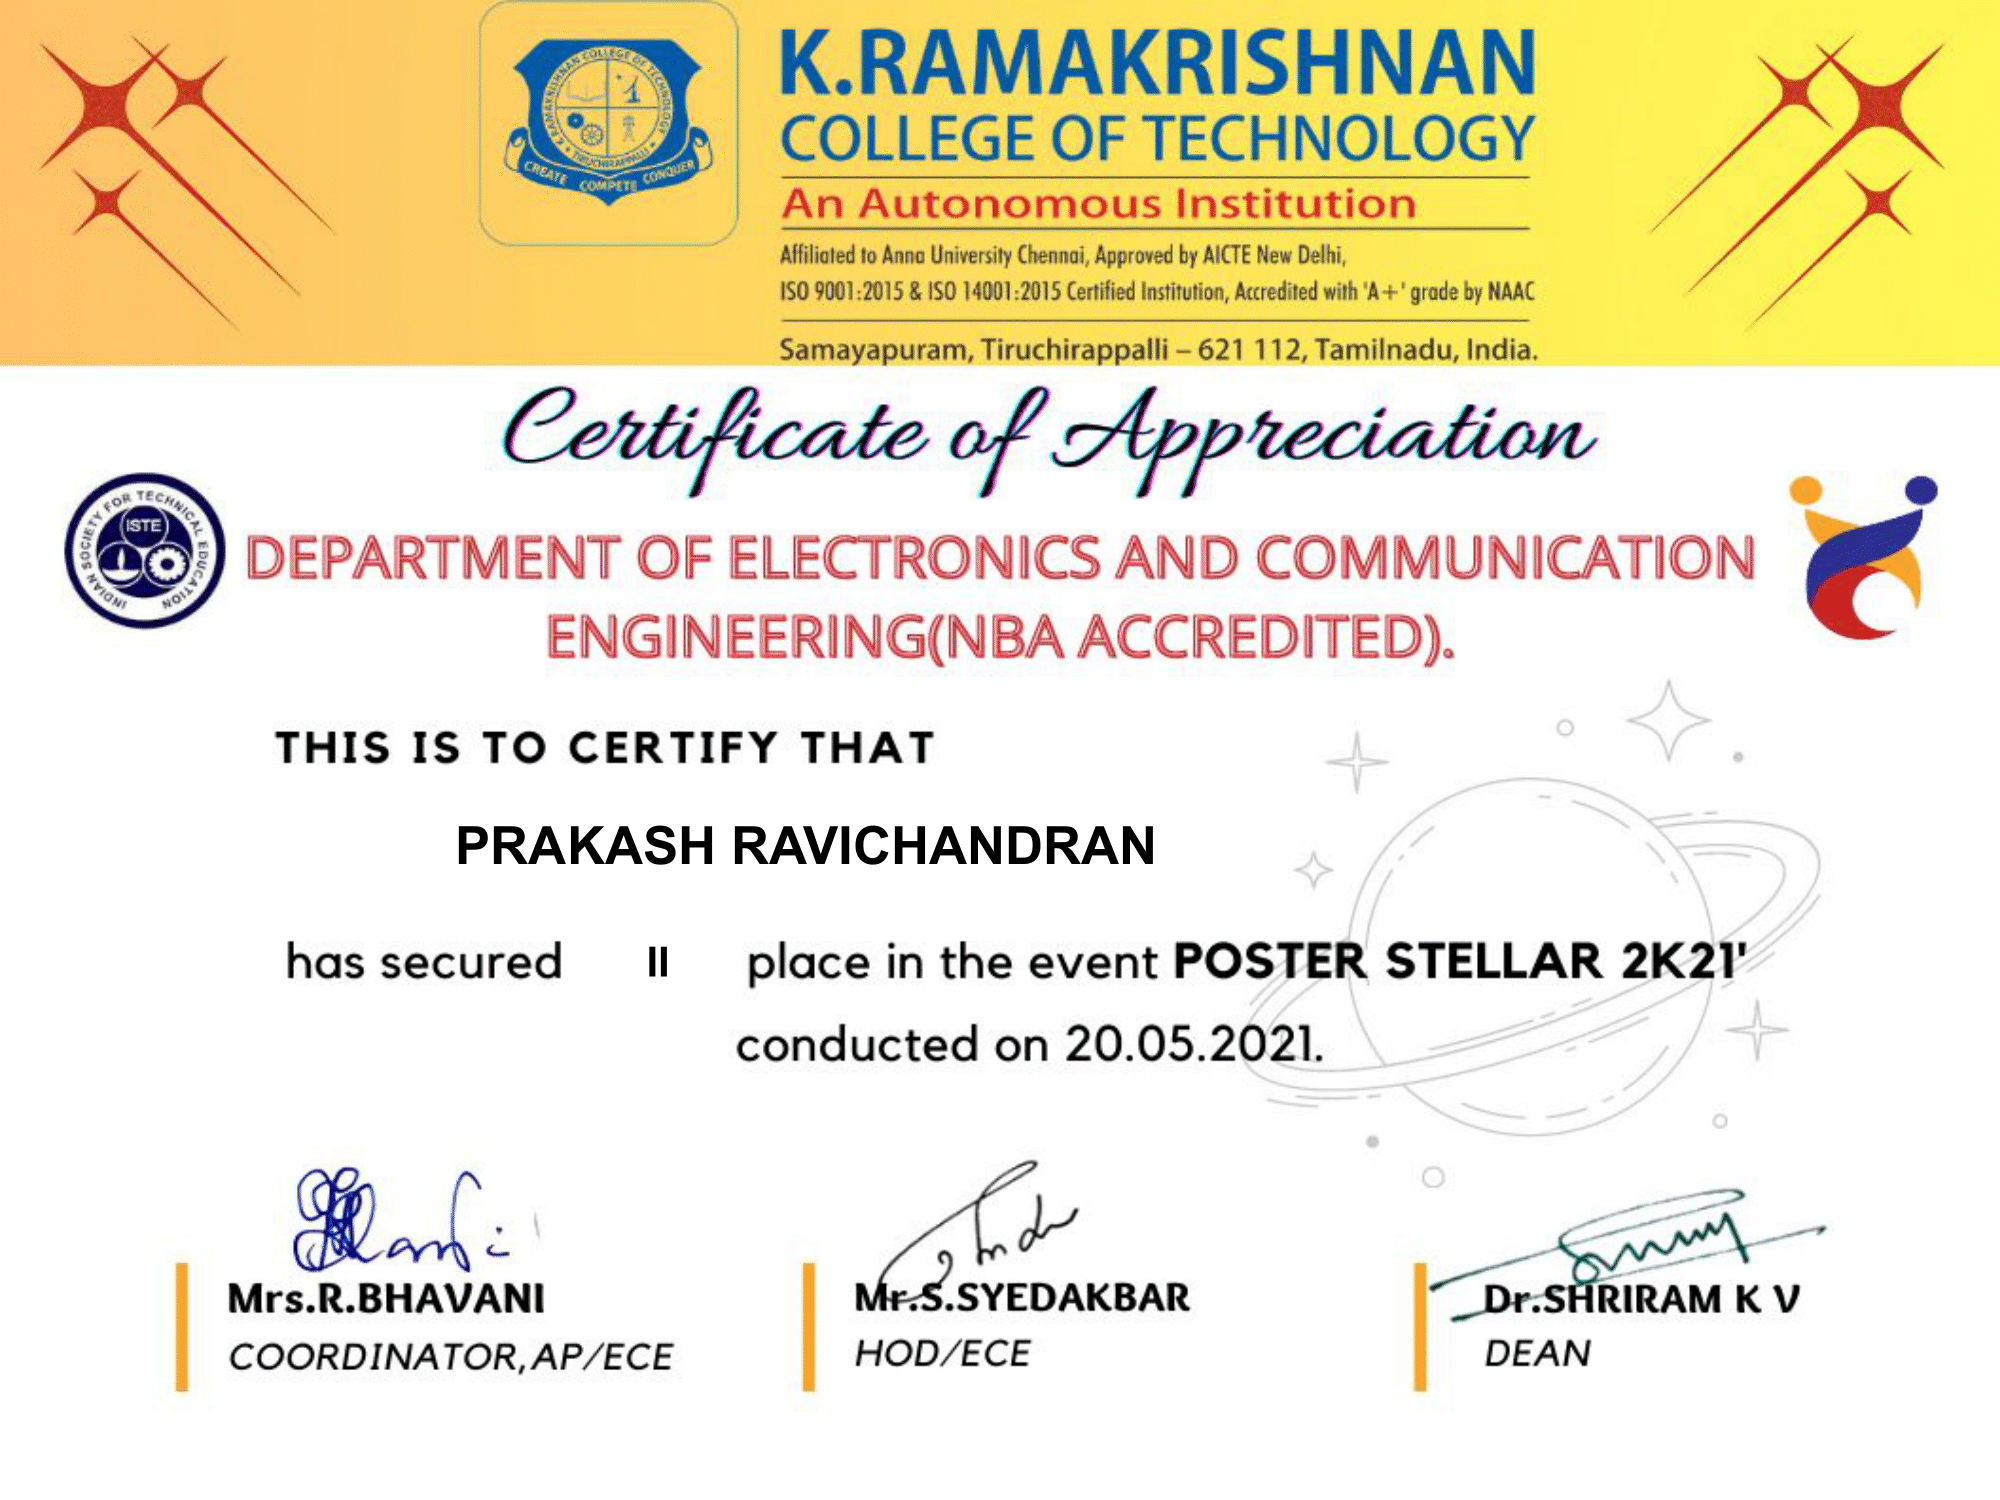 K.RAMAKRISHNAN COLLEGE OF TECHNOLOGY
TIRUCHIRAPPALLI
CREATE COMPETE CONQUER
K.RAMAKRISHNAN
COLLEGE OF TECHNOLOGY
An Autonomous Institution
Affiliated to Anna University Chennai, Approved by AICTE New Delhi,
ISO 9001:2015 & ISO 14001:2015 Certified Institution, Accredited with 'A+' grade by NAAC
Samayapuram, Tiruchirappalli – 621 112, Tamilnadu, India.
Certificate of Appreciation
INDIAN SOCIETY FOR TECHNICAL EDUCATION
ISTE
DEPARTMENT OF ELECTRONICS AND COMMUNICATION
ENGINEERING(NBA ACCREDITED).
THIS IS TO CERTIFY THAT
PRAKASH RAVICHANDRAN
has secured II place in the event POSTER STELLAR 2K21'
conducted on 20.05.2021.
Mrs.R.BHAVANI
COORDINATOR,AP/ECE
Mr.S.SYEDAKBAR
HOD/ECE
Dr.SHRIRAM K V
DEAN